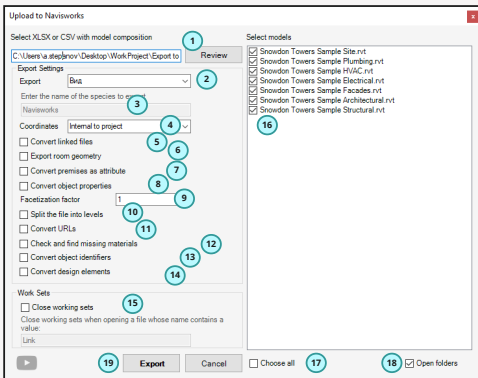 Upload to Navisworks
x
Select XLSX or CSV with model composition
1
C:\Users\a.stepanov\Desktop\WorkProject\Export to
Review
Export Settings
Export
Вид
2
Enter the name of the species to export
Navisworks
3
Coordinates
Internal to project
4
Convert linked files
5
Export room geometry
6
Convert premises as attribute
7
Convert object properties
8
Facetization factor
1
9
Split the file into levels
10
Convert URLs
11
Check and find missing materials
12
Convert object identifiers
13
Convert design elements
14
Work Sets
Close working sets
15
Close working sets when opening a file whose name contains a
value:
Link
19
Export
Cancel
Select models
Snowdon Towers Sample Site.rvt
Snowdon Towers Sample Plumbing.rvt
Snowdon Towers Sample HVAC.rvt
Snowdon Towers Sample Electrical.rvt
Snowdon Towers Sample Facades.rvt
Snowdon Towers Sample Architectural.rvt
Snowdon Towers Sample Structural.rvt
16
Choose all
17
18
Open folders